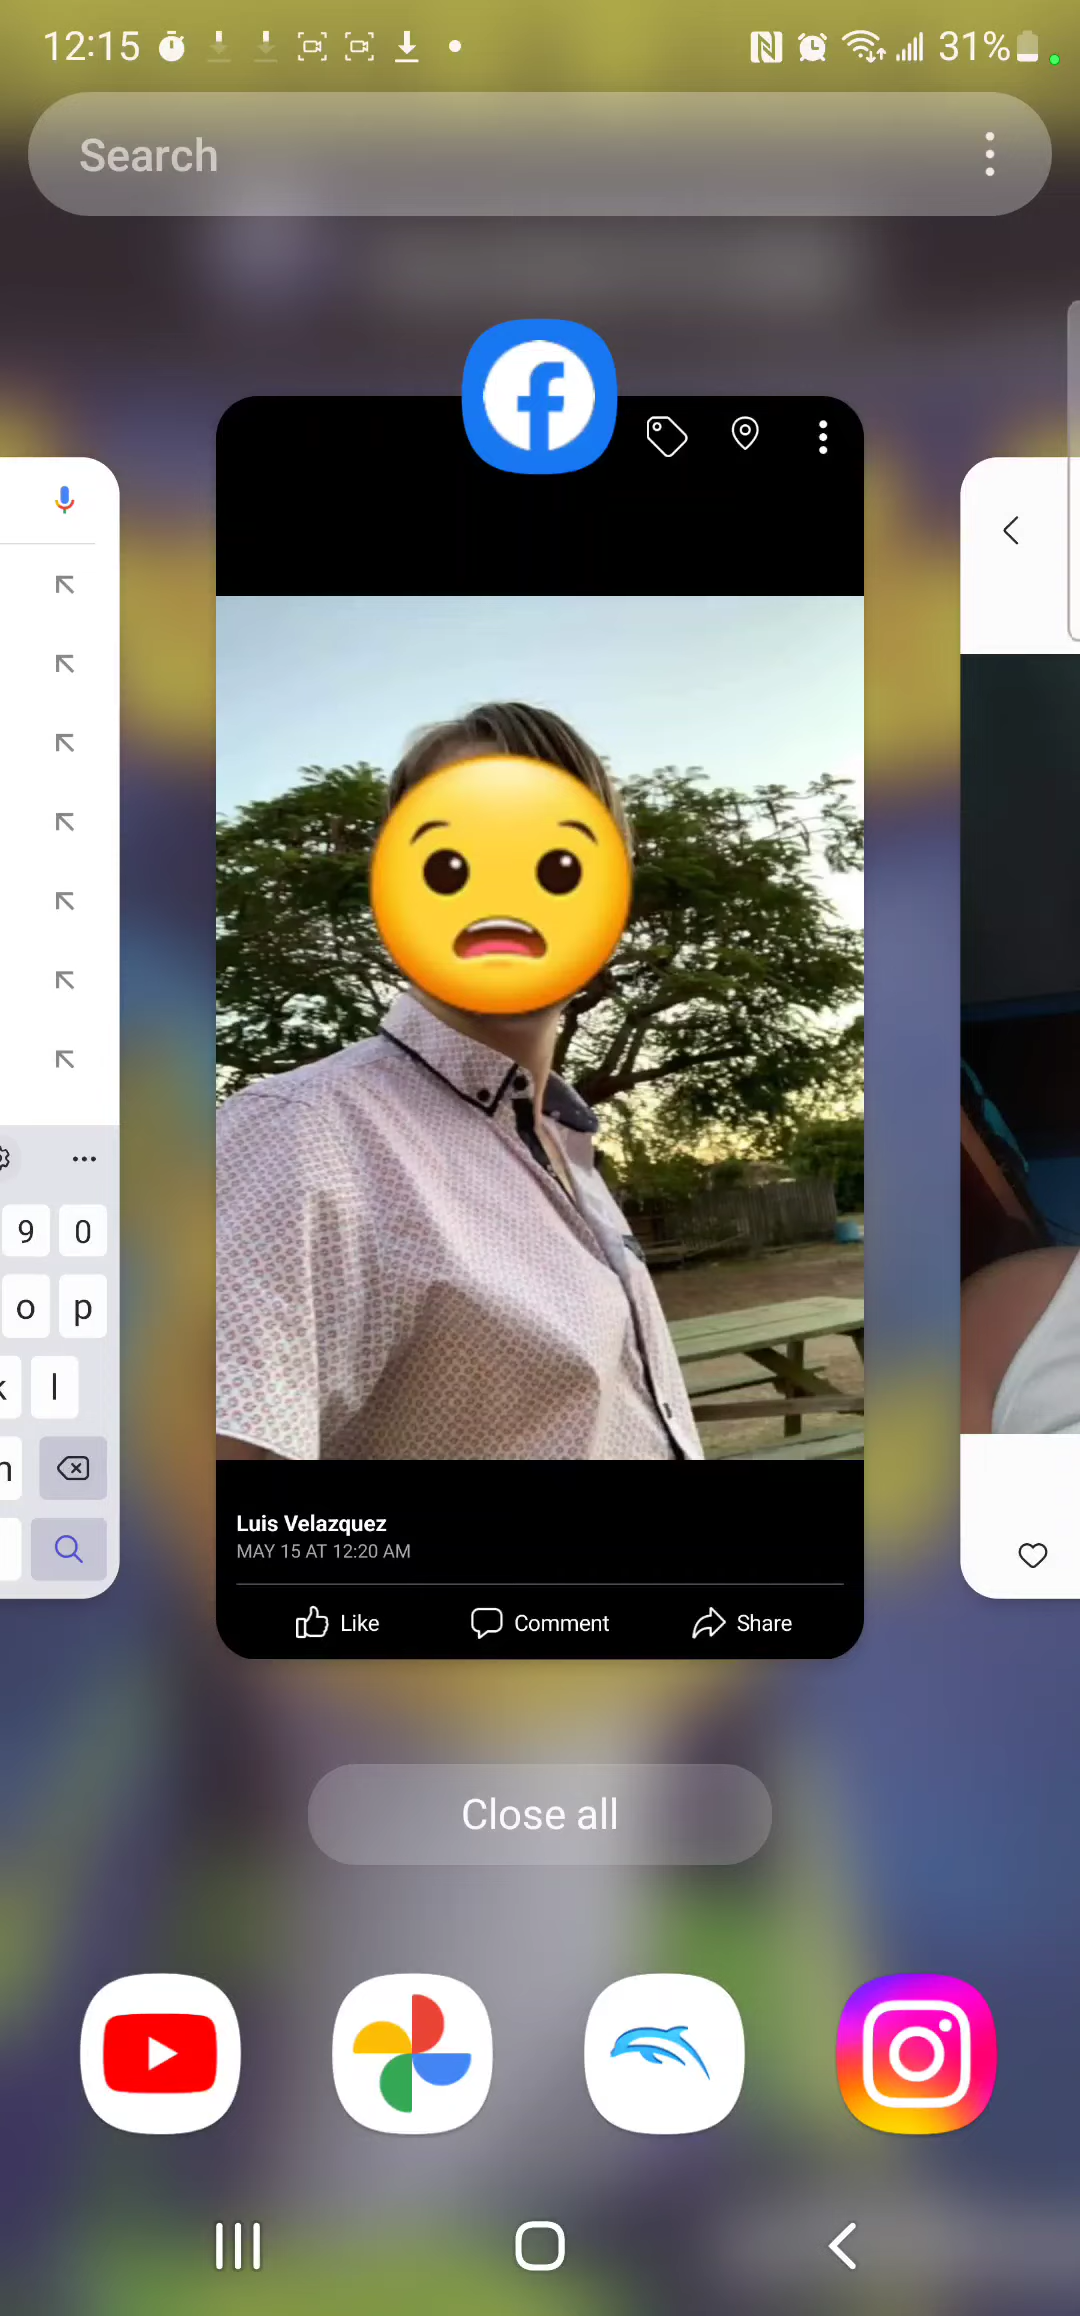 12:15
31%
Search
9 0
o p
k l
Luis Velazquez
MAY 15 AT 12:20 AM
Like Comment Share
Close all